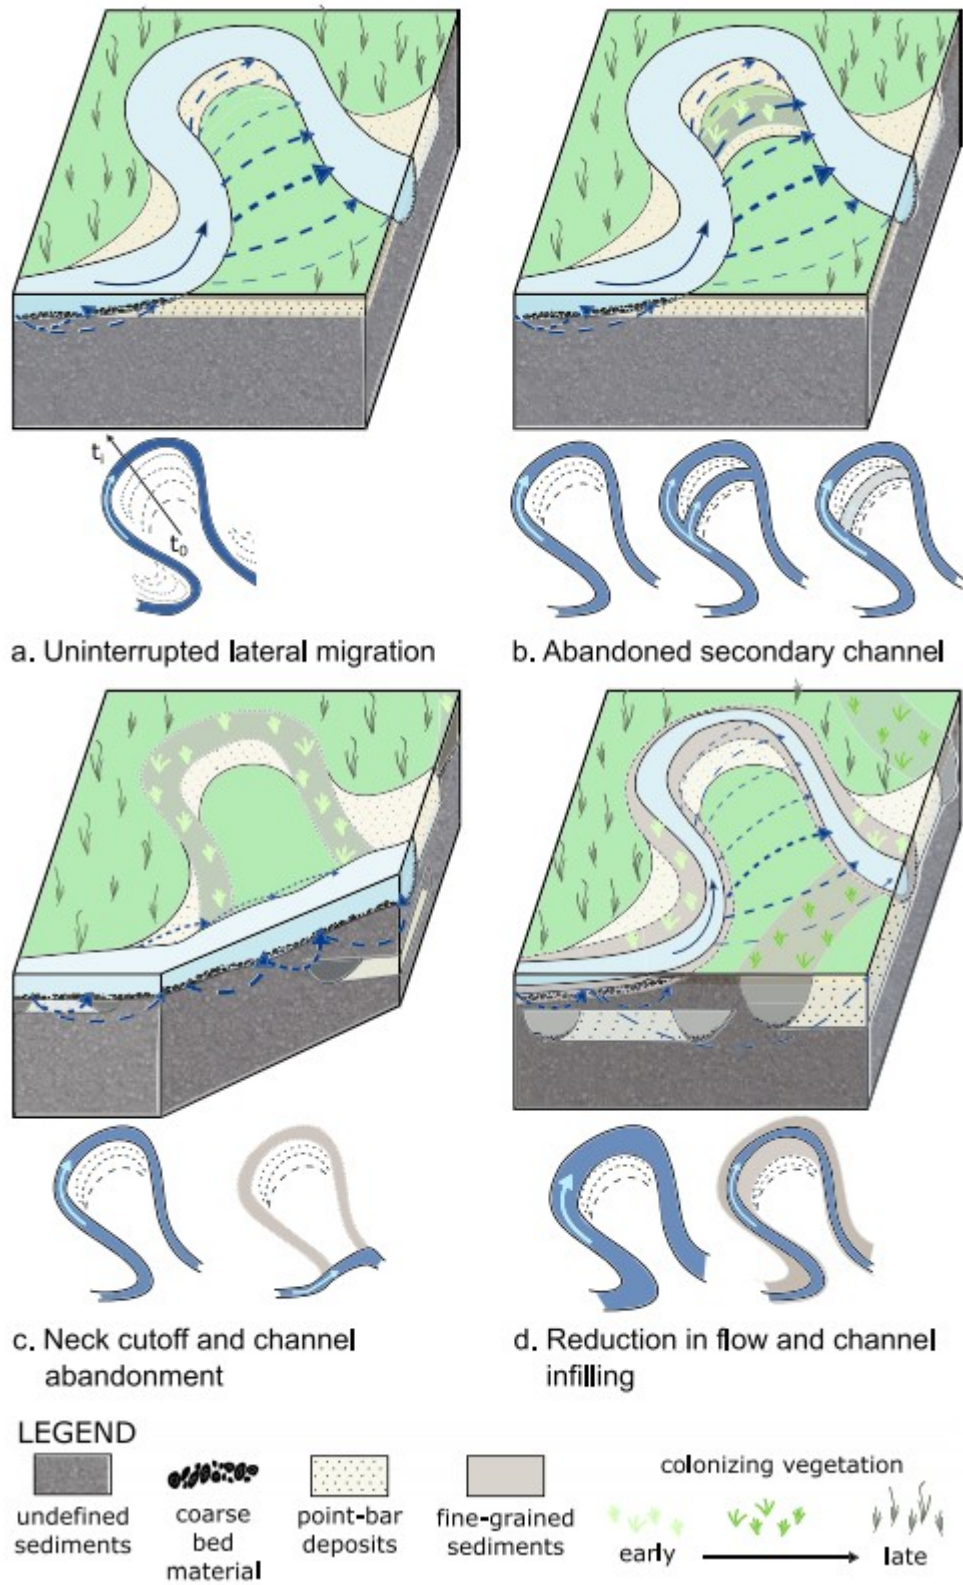 tᵢ
t₀
a. Uninterrupted lateral migration
b. Abandoned secondary channel
c. Neck cutoff and channel
abandonment
d. Reduction in flow and channel
infilling
LEGEND
undefined
sediments
coarse
bed
material
point-bar
deposits
fine-grained
sediments
colonizing vegetation
early
late